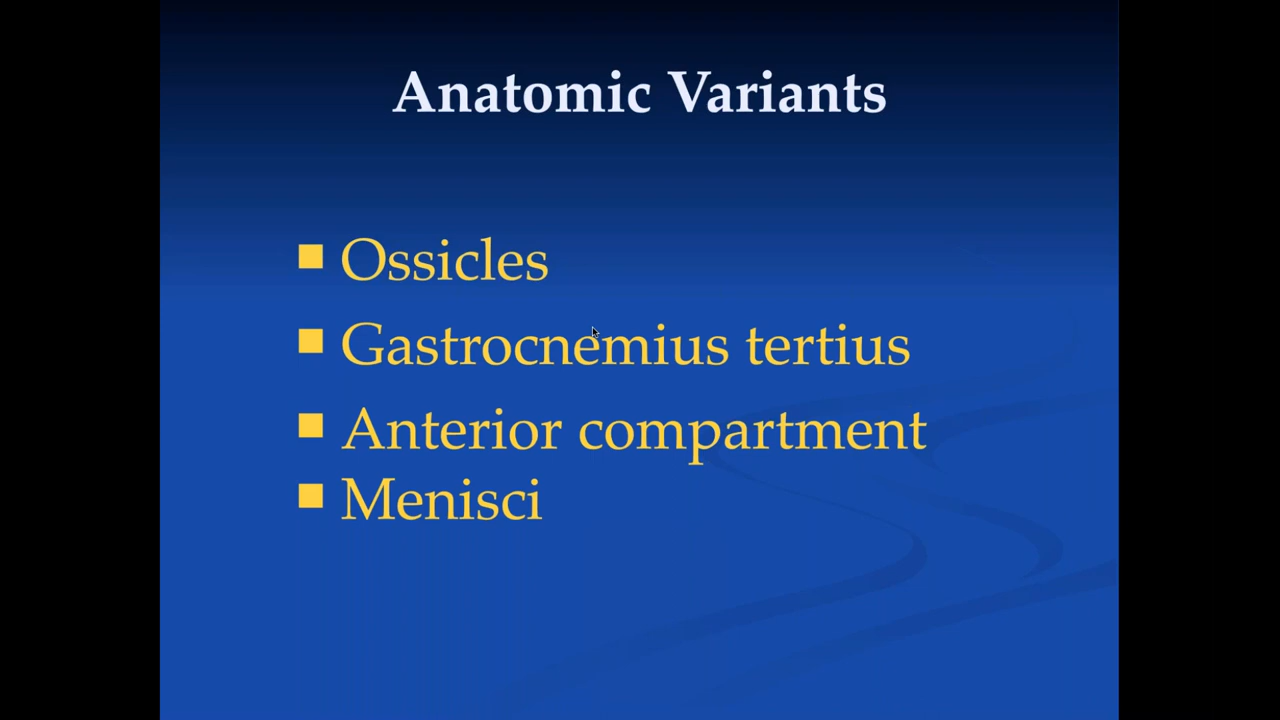 Anatomic Variants
Ossicles
Gastrocnemius tertius
Anterior compartment
Menisci